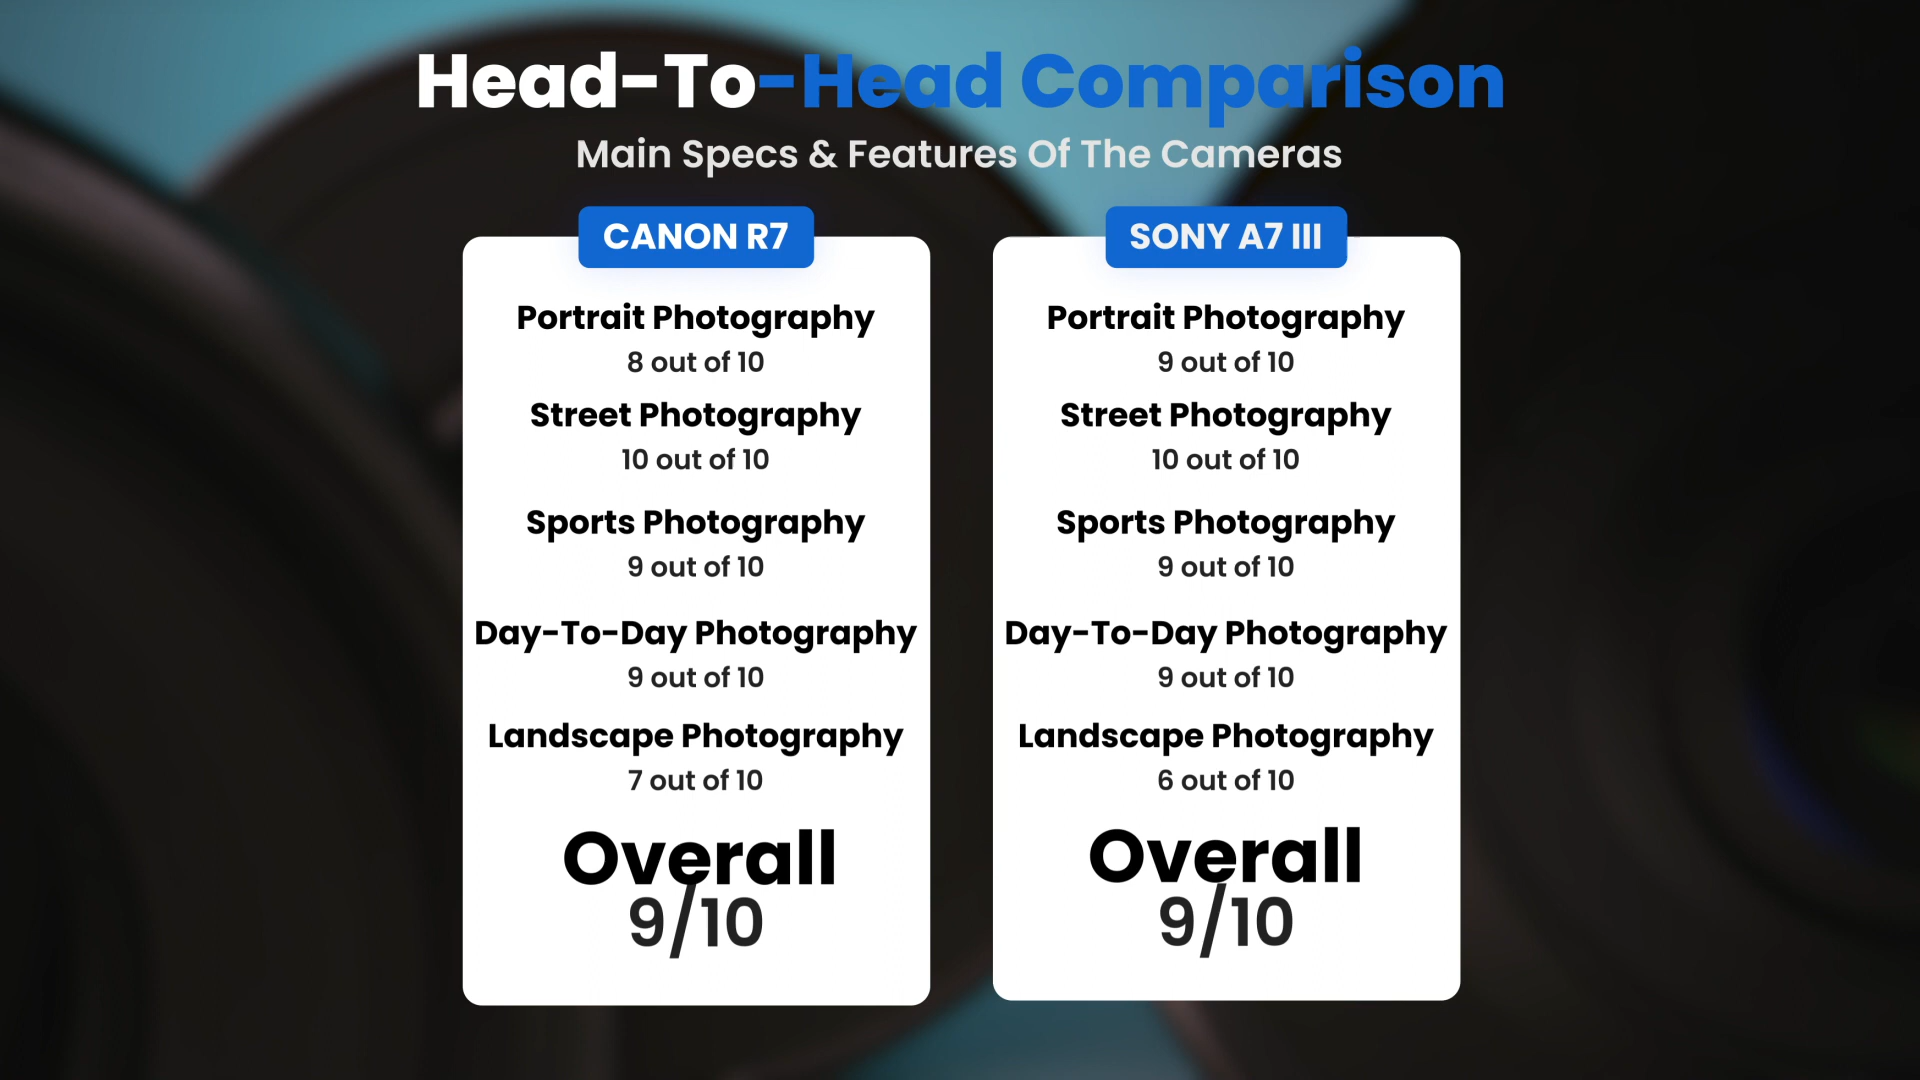 Head-To-Head Comparison
Main Specs & Features Of The Cameras
CANON R7
Portrait Photography
8 out of 10
Street Photography
10 out of 10
Sports Photography
9 out of 10
Day-To-Day Photography
9 out of 10
Landscape Photography
7 out of 10
Overall
9/10
SONY A7 III
Portrait Photography
9 out of 10
Street Photography
10 out of 10
Sports Photography
9 out of 10
Day-To-Day Photography
9 out of 10
Landscape Photography
6 out of 10
Overall
9/10